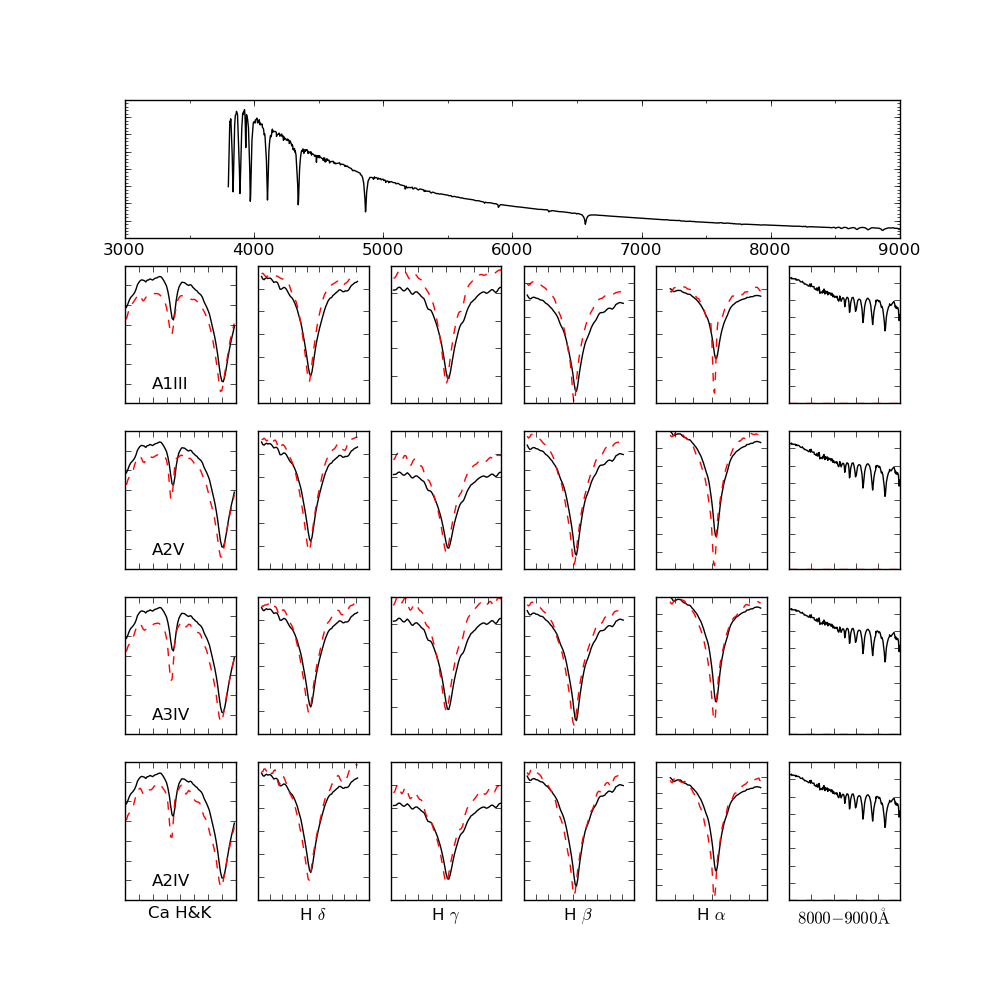 3000 4000 5000 6000 7000 8000 9000
A1III
A2V
A3IV
A2IV
Ca H&K H δ H γ H β H α 8000−9000Å